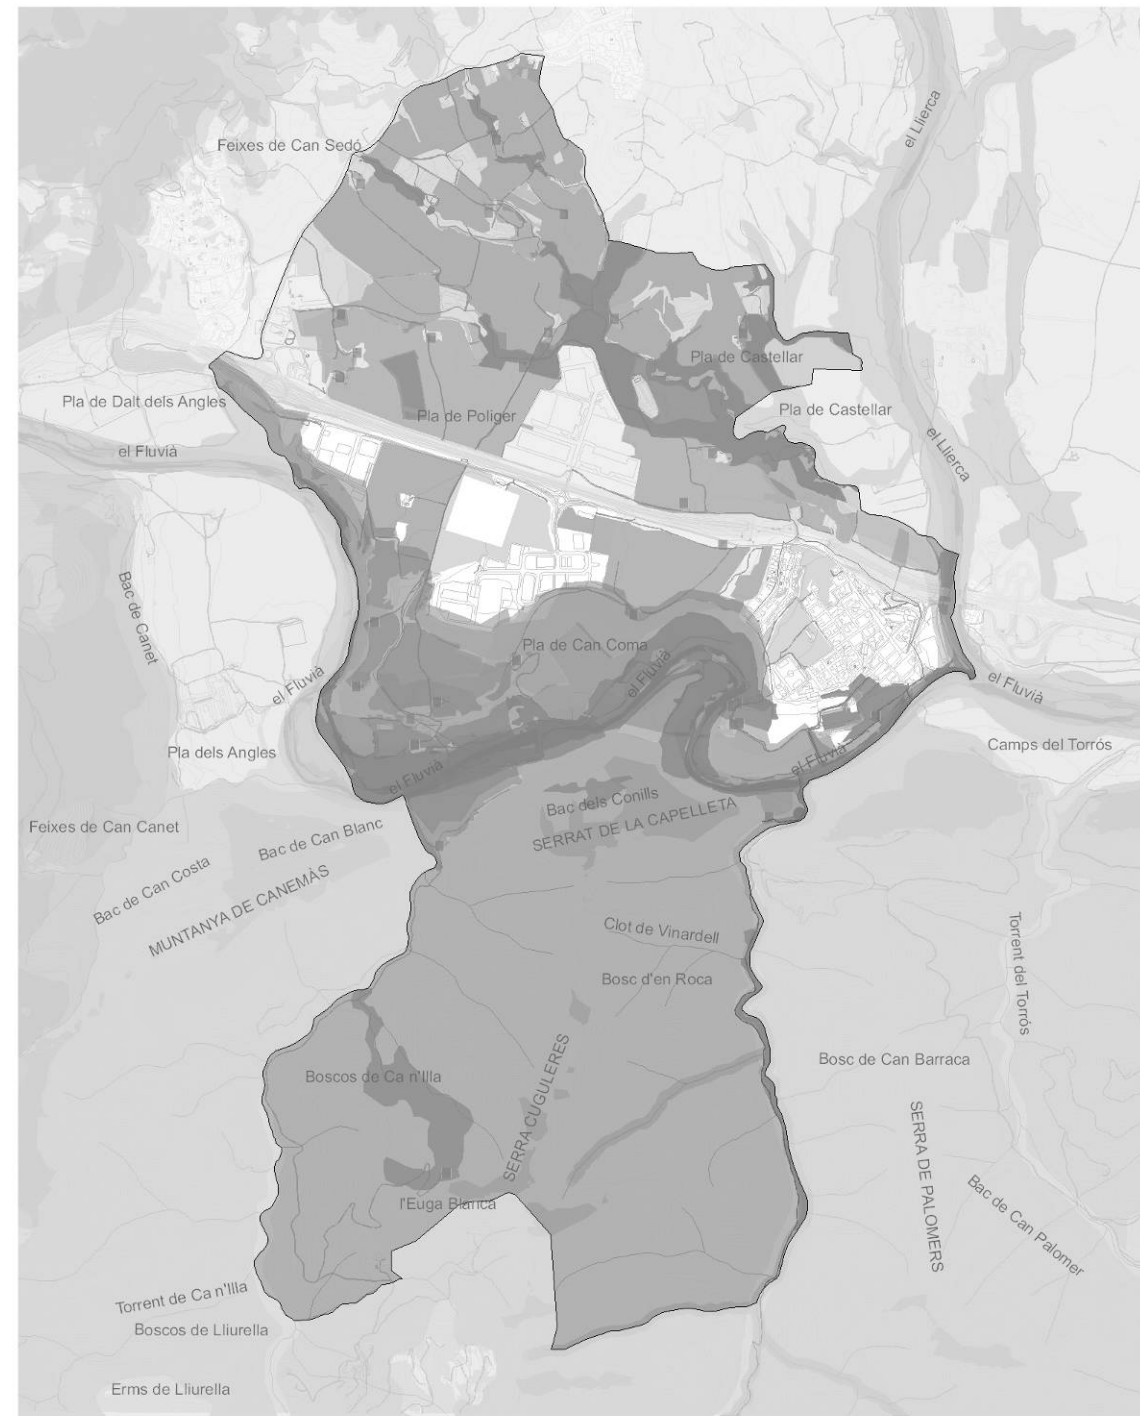 el Llierca
Feixes de Can Sedó
Pla de Castellar
Pla de Dalt dels Angles
Pla de Poliger
Pla de Castellar
el Fluvià
el Llierca
Bac de Canet
Pla de Can Coma
el Fluvià
el Fluvià
el Fluvià
Pla dels Angles
Camps del Torrós
el Fluvià
el Fluvià
Bac dels Conills
SERRAT DE LA CAPELLETA
Feixes de Can Canet
Bac de Can Blanc
Bac de Can Costa
MUNTANYA DE CANEMÀS
Clot de Vinardell
Torrent del Torrós
Bosc d'en Roca
Bosc de Can Barraca
Boscos de Ca n'Illa
SERRA CUGULERES
SERRA DE PALOMERS
l'Euga Blanca
Bac de Can Palomer
Torrent de Ca n'Illa
Boscos de Lliurella
Erms de Lliurella